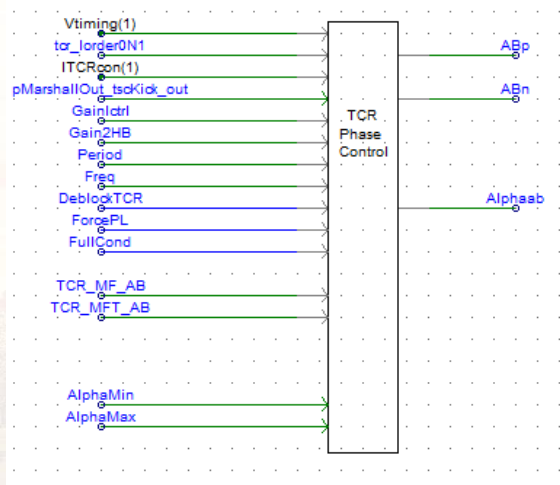 Vtiming(1)
tcr_Iorder0N1
ITCRcon(1)
pMarshallOut_tscKick_out
GainIctrl
Gain2HB
Period
Freq
DeblockTCR
ForcePL
FullCond
TCR_MF_AB
TCR_MFT_AB
AlphaMin
AlphaMax
TCR
Phase
Control
ABp
ABn
Alphaab